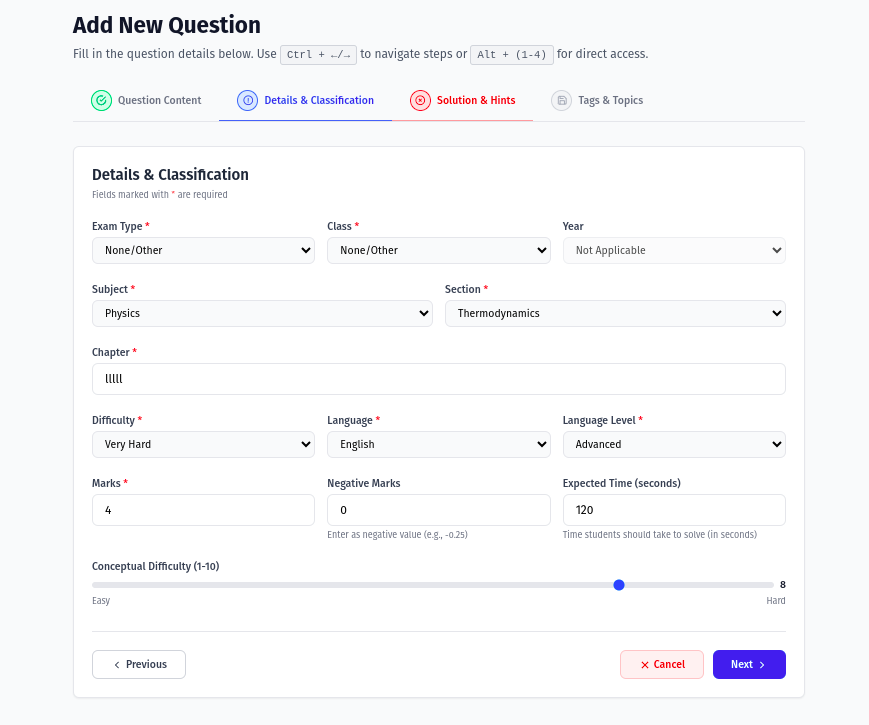 Add New Question
Fill in the question details below. Use Ctrl + ←/→ to navigate steps or Alt + (1-4) for direct access.
Question Content Details & Classification Solution & Hints Tags & Topics
Details & Classification
Fields marked with * are required
Exam Type * Class * Year
None/Other None/Other Not Applicable
Subject * Section *
Physics Thermodynamics
Chapter *
lllll
Difficulty * Language * Language Level *
Very Hard English Advanced
Marks * Negative Marks Expected Time (seconds)
4 0 120
Enter as negative value (e.g., -0.25) Time students should take to solve (in seconds)
Conceptual Difficulty (1-10)
8
Easy Hard
Previous Cancel Next